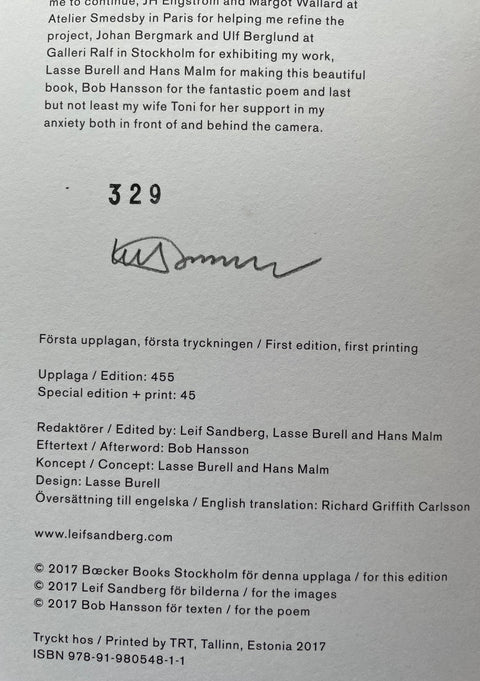 me to continue, JH Engström and Margot Wallard at
Atelier Smedsby in Paris for helping me refine the
project, Johan Bergmark and Ulf Berglund at
Galleri Ralf in Stockholm for exhibiting my work,
Lasse Burell and Hans Malm for making this beautiful
book, Bob Hansson for the fantastic poem and last
but not least my wife Toni for her support in my
anxiety both in front of and behind the camera.
329
Första upplagan, första tryckningen / First edition, first printing
Upplaga / Edition: 455
Special edition + print: 45
Redaktörer / Edited by: Leif Sandberg, Lasse Burell and Hans Malm
Eftertext / Afterword: Bob Hansson
Koncept / Concept: Lasse Burell and Hans Malm
Design: Lasse Burell
Översättning till engelska / English translation: Richard Griffith Carlsson
www.leifsandberg.com
© 2017 Bœcker Books Stockholm för denna upplaga / for this edition
© 2017 Leif Sandberg för bilderna / for the images
© 2017 Bob Hansson för texten / for the poem
Tryckt hos / Printed by TRT, Tallinn, Estonia 2017
ISBN 978-91-980548-1-1